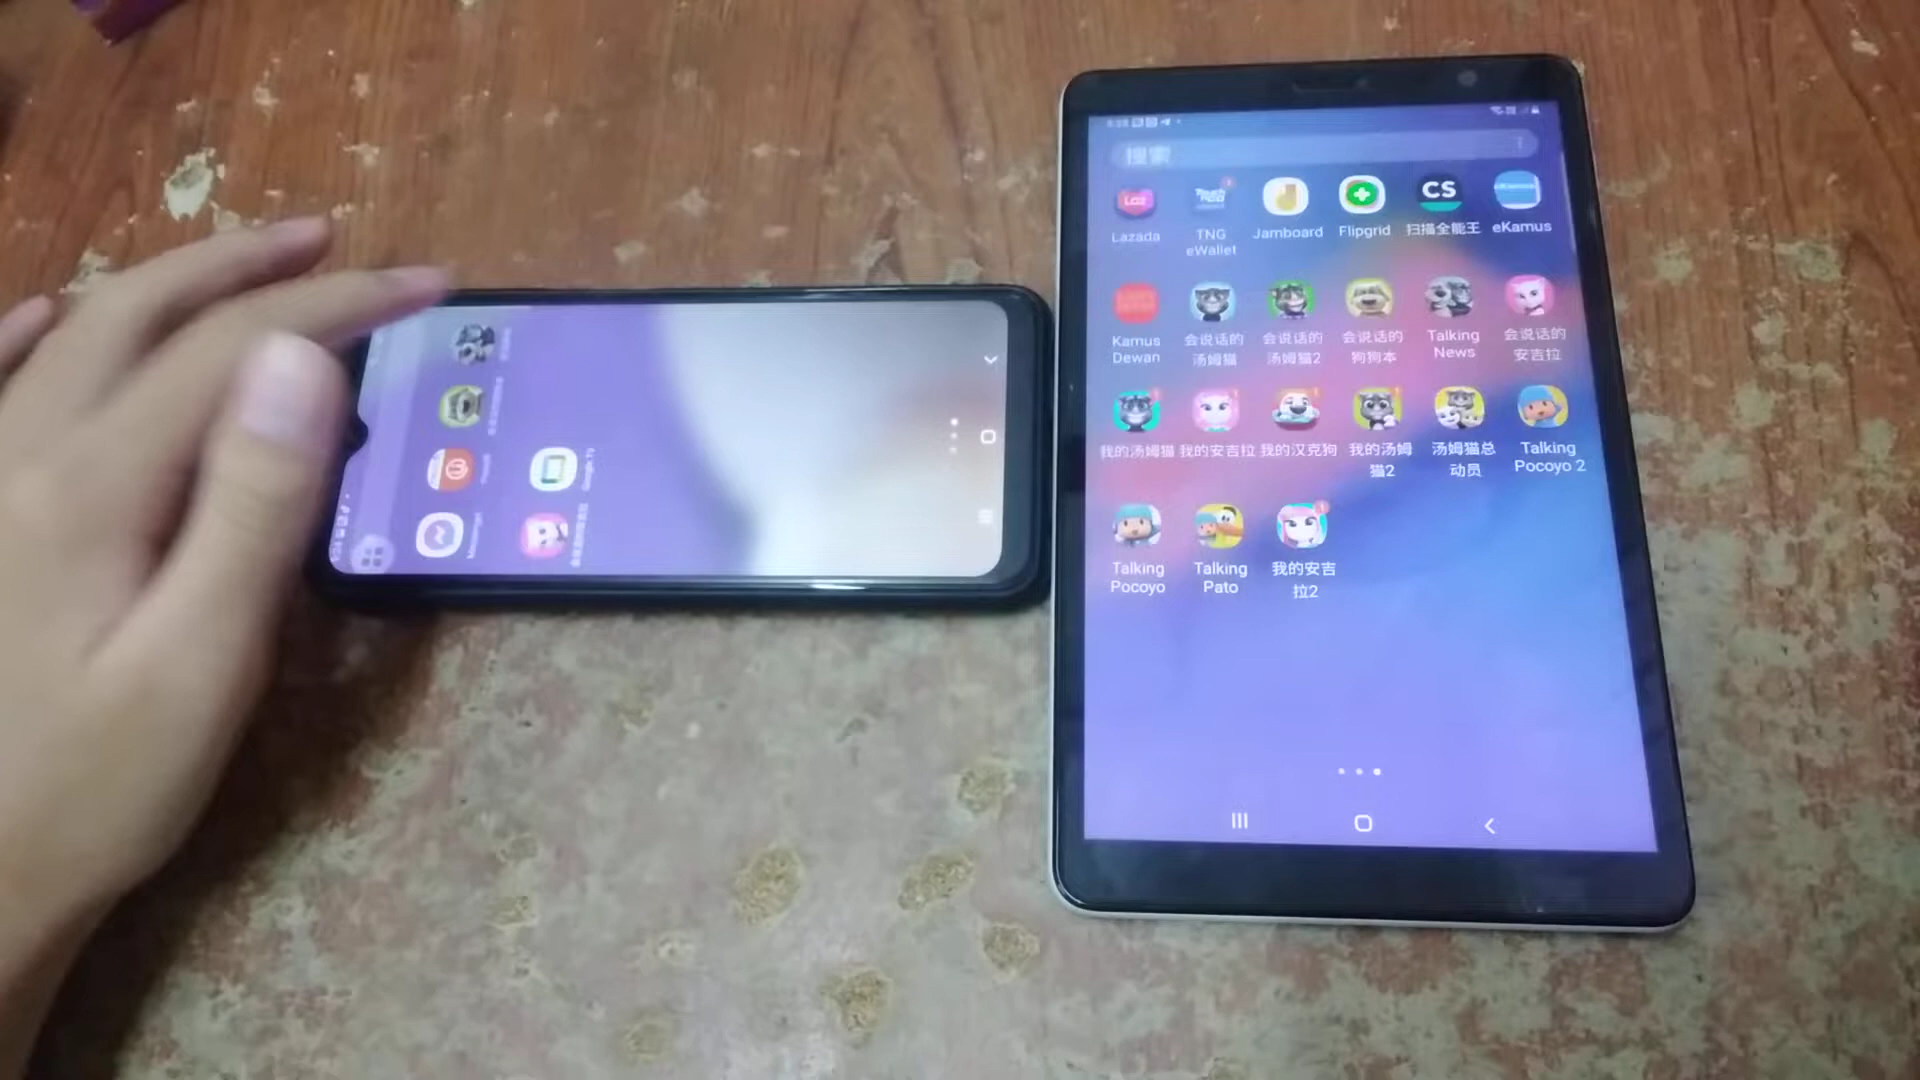 搜索
Laz
CS
Lazada
TNG
eWallet
Jamboard
Flipgrid
扫描全能王
eKamus
Kamus
Dewan
会说话的
汤姆猫
会说话的
汤姆猫2
会说话的
狗狗本
Talking
News
会说话的
安吉拉
我的汤姆猫
我的安吉拉
我的汉克狗
我的汤姆
猫2
汤姆猫总
动员
Talking
Pocoyo 2
Talking
Pocoyo
Talking
Pato
我的安吉
拉2
Google TV